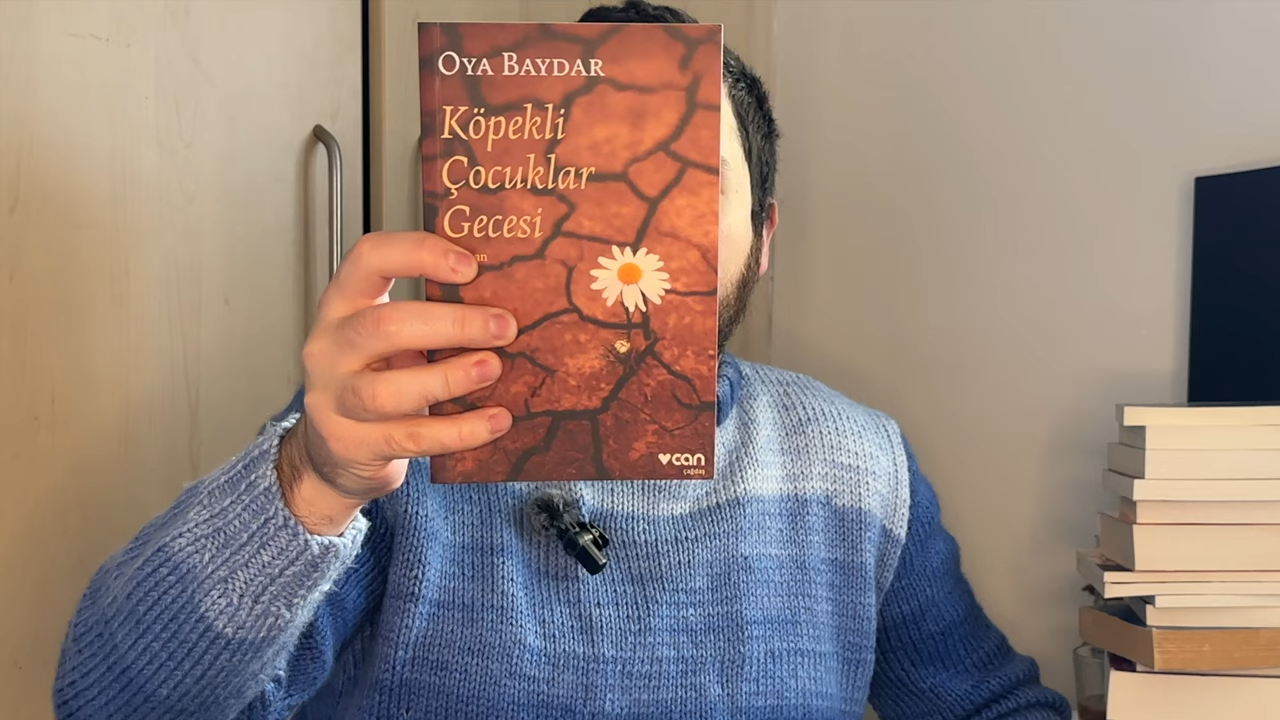 Oya Baydar
Köpekli
Çocuklar
Gecesi
can
çağdaş